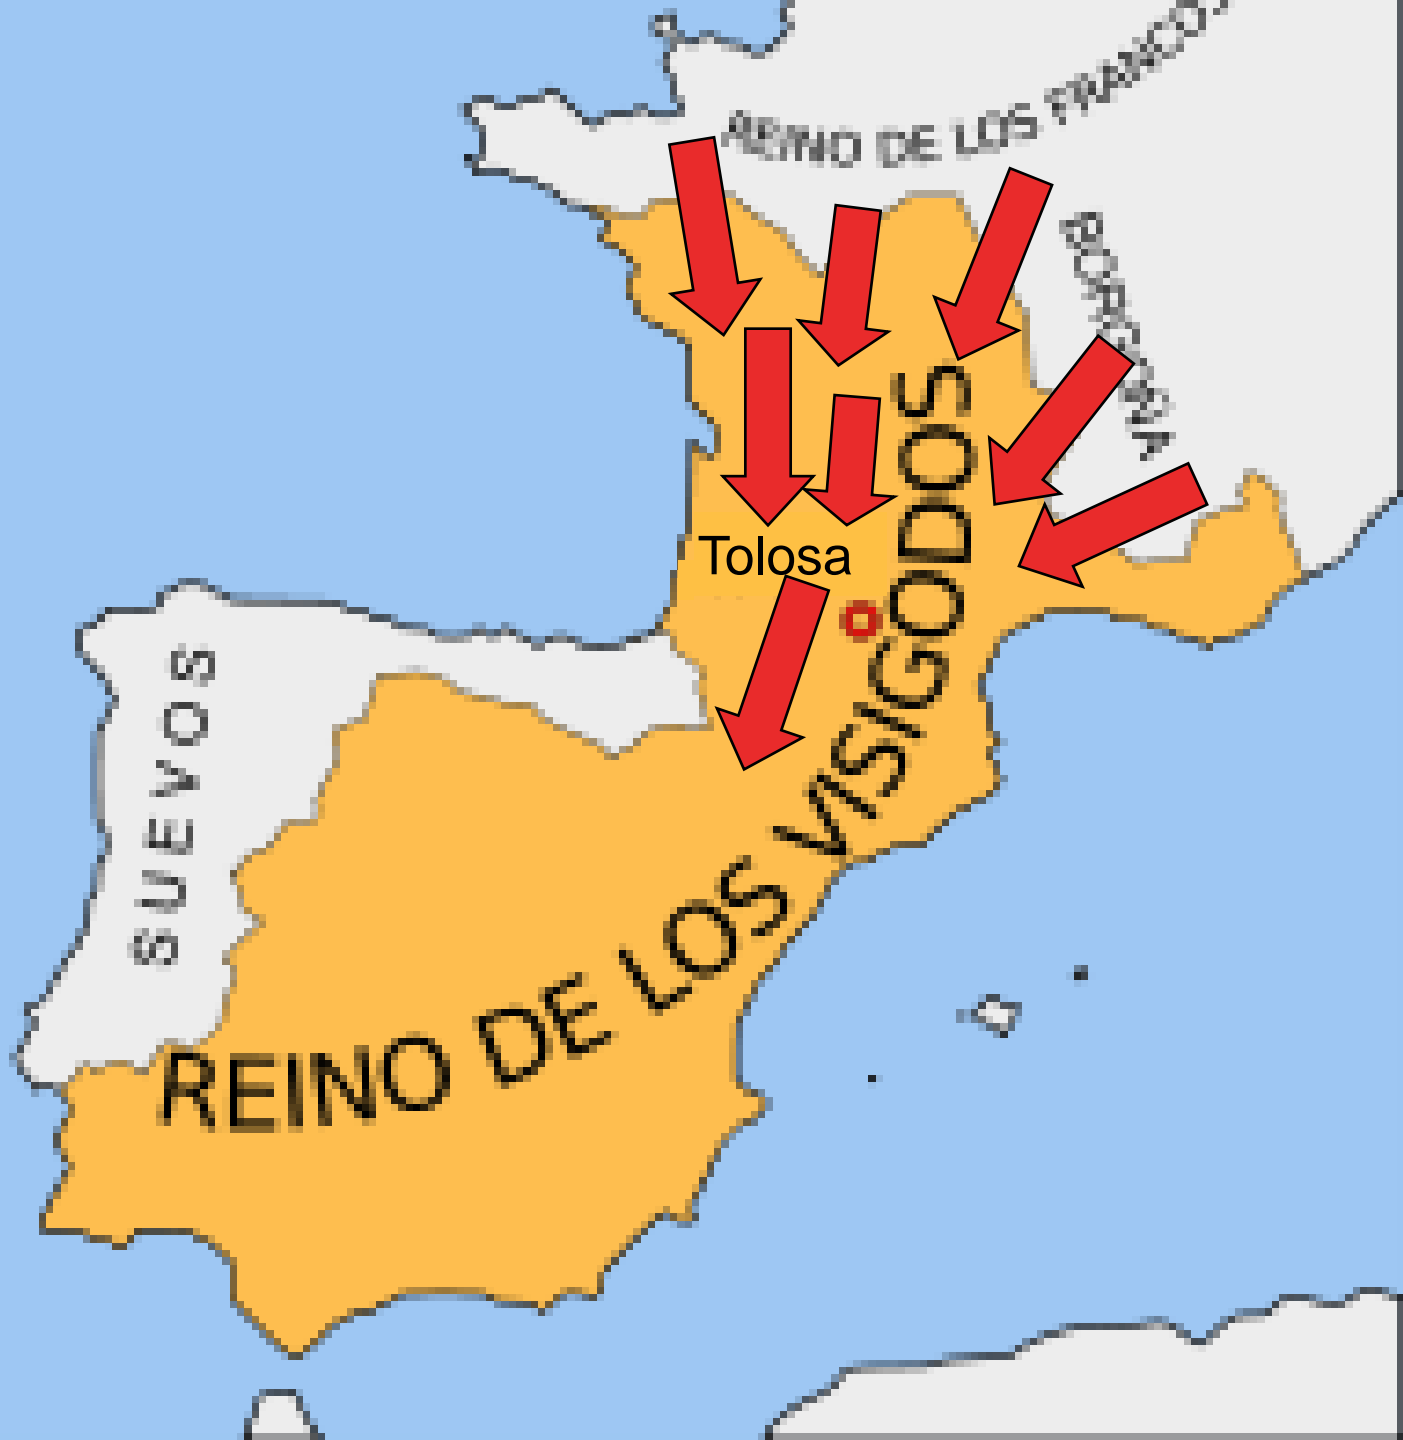 REINO DE LOS FRANCOS
BORGOÑA
Tolosa
REINO DE LOS VISIGODOS
SUEVOS